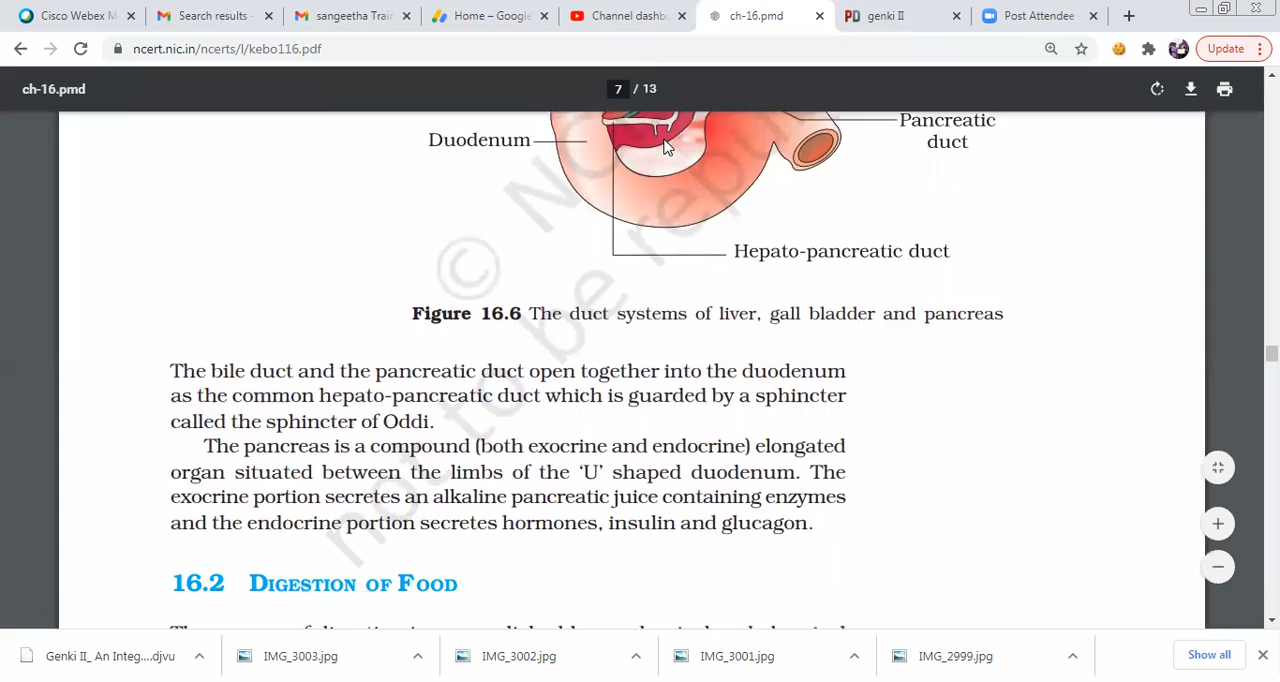 Cisco Webex M
Search results -
sangeetha Trai
Home – Google
Channel dashb
ch-16.pmd
genki II
Post Attendee -
ncert.nic.in/ncerts/l/kebo116.pdf
Update
ch-16.pmd
7 / 13
Duodenum
Pancreatic
duct
Hepato-pancreatic duct
Figure 16.6 The duct systems of liver, gall bladder and pancreas
The bile duct and the pancreatic duct open together into the duodenum
as the common hepato-pancreatic duct which is guarded by a sphincter
called the sphincter of Oddi.
The pancreas is a compound (both exocrine and endocrine) elongated
organ situated between the limbs of the ‘U’ shaped duodenum. The
exocrine portion secretes an alkaline pancreatic juice containing enzymes
and the endocrine portion secretes hormones, insulin and glucagon.
16.2 DIGESTION OF FOOD
© NC
not to be repu
Genki II_ An Integ....djvu
IMG_3003.jpg
IMG_3002.jpg
IMG_3001.jpg
IMG_2999.jpg
Show all